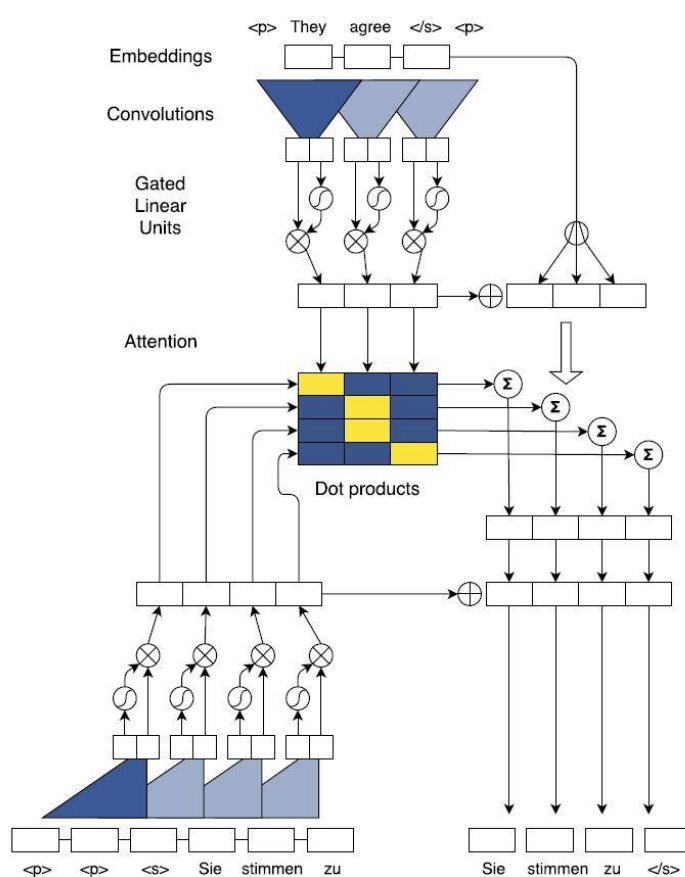 <p> They agree </s> <p>
Embeddings
Convolutions
Gated
Linear
Units
Attention
Σ
Σ
Σ
Σ
Dot products
<p> <p> <s> Sie stimmen zu
Sie stimmen zu </s>